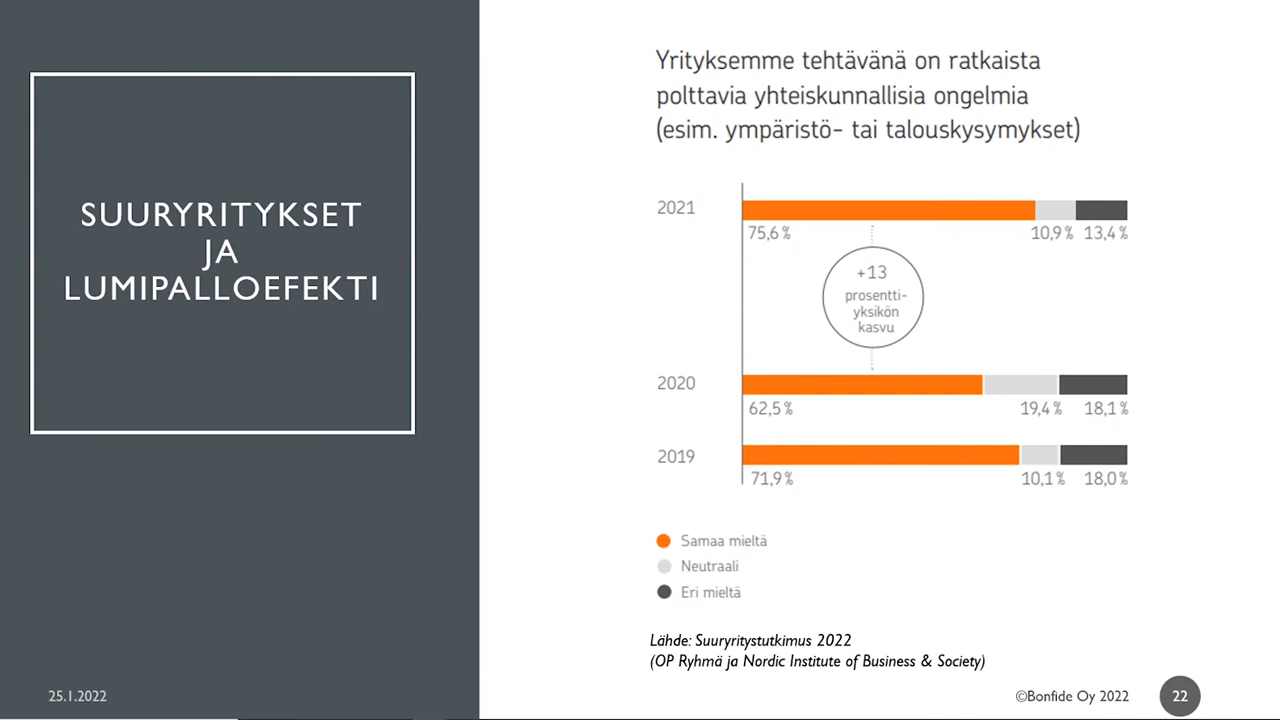 SUURYRITYKSET
JA
LUMIPALLOEFEKTI
Yrityksemme tehtävänä on ratkaista
polttavia yhteiskunnallisia ongelmia
(esim. ympäristö- tai talouskysymykset)
2021
75,6 %
10,9 %
13,4 %
+13
prosentti-
yksikön
kasvu
2020
62,5 %
19,4 %
18,1 %
2019
71,9 %
10,1 %
18,0 %
Samaa mieltä
Neutraali
Eri mieltä
Lähde: Suuryritystutkimus 2022
(OP Ryhmä ja Nordic Institute of Business & Society)
25.1.2022
©Bonfide Oy 2022
22